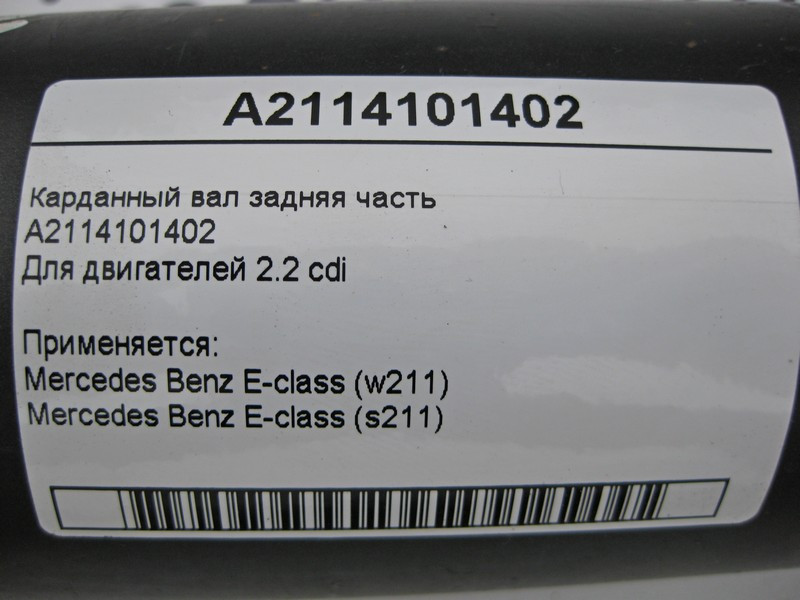 A2114101402
Карданный вал задняя часть
A2114101402
Для двигателей 2.2 cdi
Применяется:
Mercedes Benz E-class (w211)
Mercedes Benz E-class (s211)